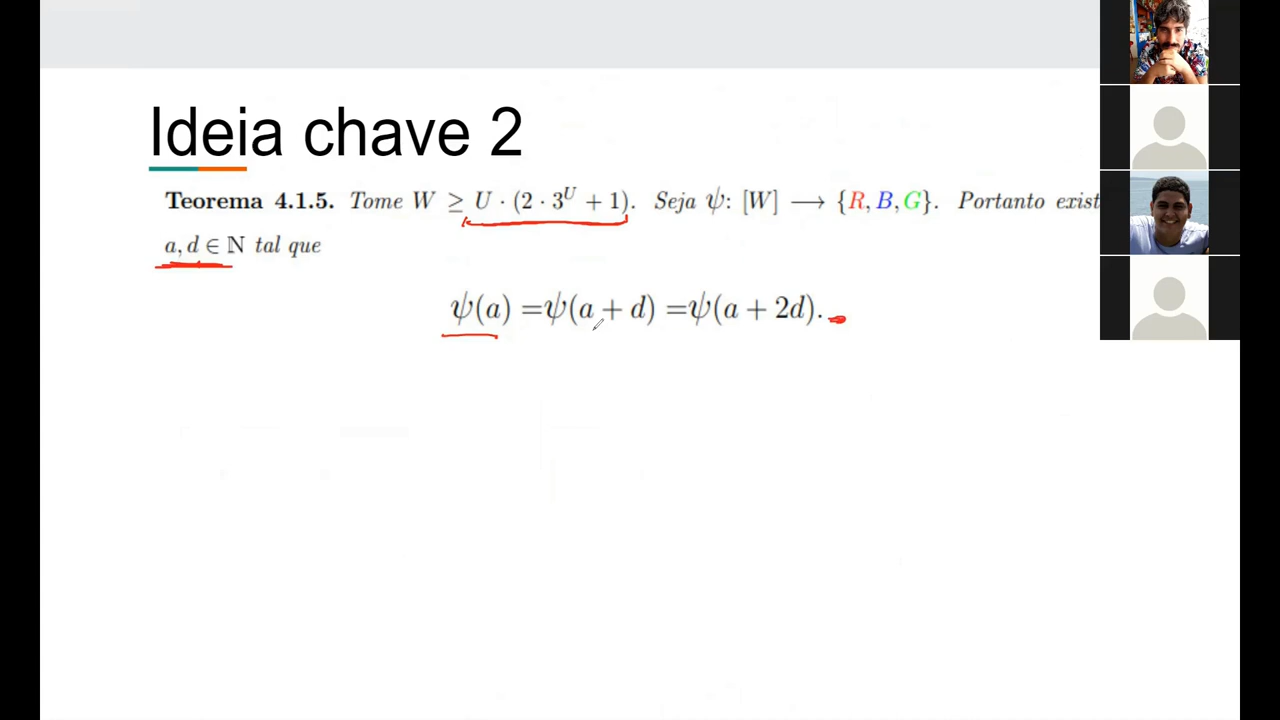 Ideia chave 2
Teorema 4.1.5. Tome W ≥ U · (2 · 3^U + 1). Seja ψ: [W] ⟶ {R, B, G}. Portanto exist
a, d ∈ N tal que
ψ(a) =ψ(a + d) =ψ(a + 2d).